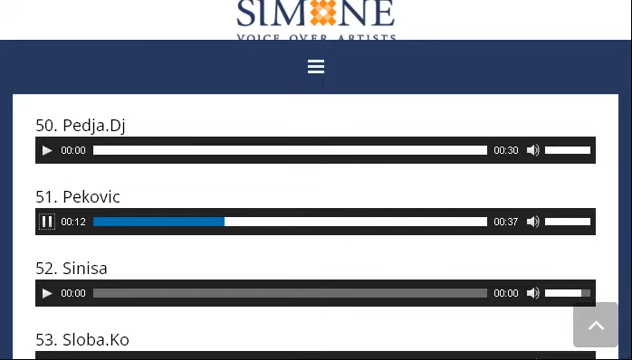 SIMONE
VOICE OVER ARTISTS
50. Pedja.Dj
00:00 00:30
51. Pekovic
00:12 00:37
52. Sinisa
00:00 00:00
53. Sloba.Ko